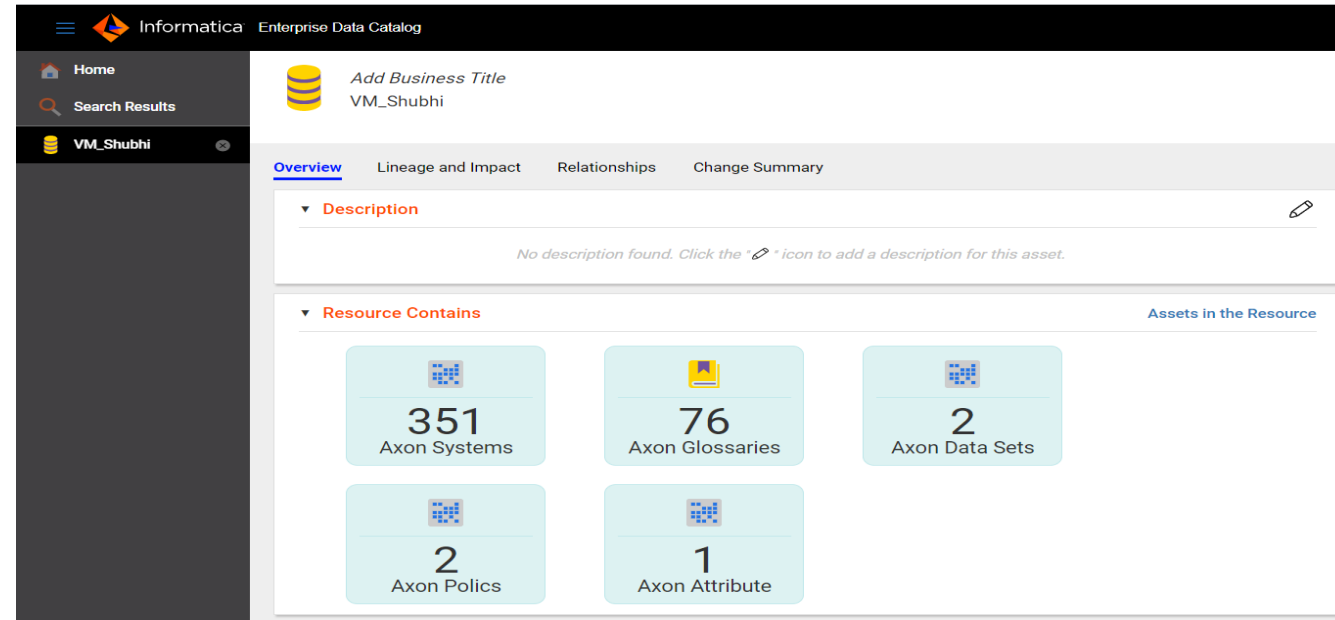 Informatica Enterprise Data Catalog
Home
Search Results
VM_Shubhi
Add Business Title
VM_Shubhi
Overview Lineage and Impact Relationships Change Summary
Description
No description found. Click the " " icon to add a description for this asset.
Resource Contains Assets in the Resource
351 76 2
Axon Systems Axon Glossaries Axon Data Sets
2 1
Axon Polics Axon Attribute